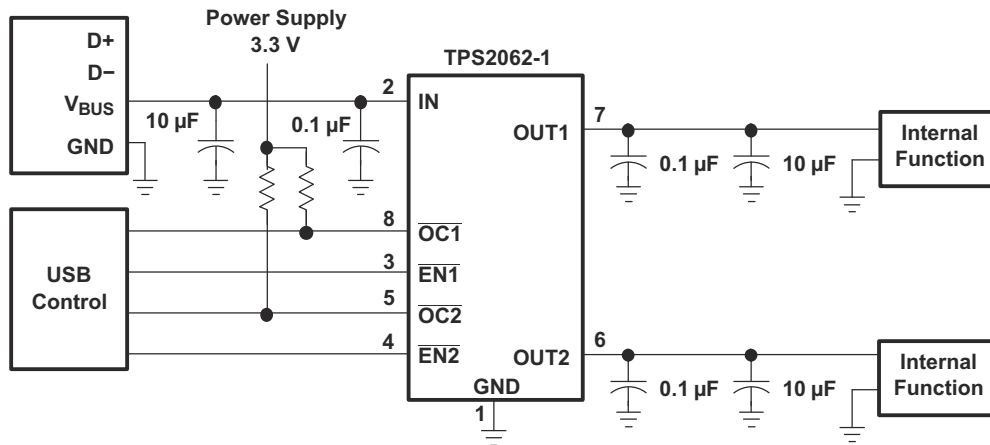 Power Supply
3.3 V
TPS2062-1
D+
D−
V_BUS
GND
10 µF
0.1 µF
2
IN
7
OUT1
0.1 µF
10 µF
Internal
Function
USB
Control
8
OC1
3
EN1
5
OC2
4
EN2
GND
1
6
OUT2
0.1 µF
10 µF
Internal
Function